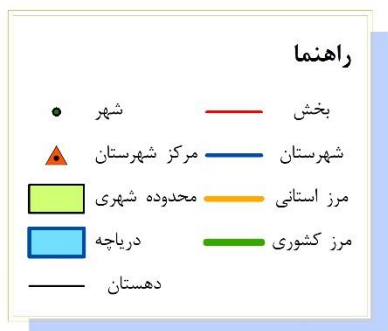 راهنما
بخش شهر
شهرستان مرکز شهرستان
مرز استانی محدوده شهری
مرز کشوری دریاچه
دهستان